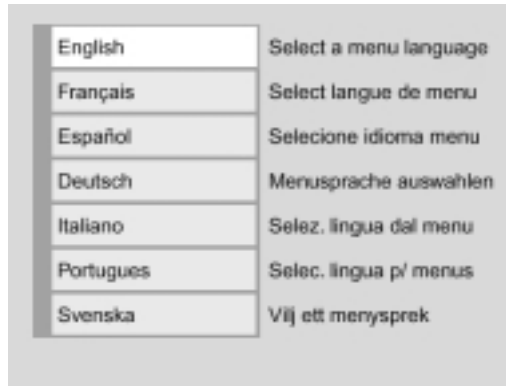 English Select a menu language
Français Select langue de menu
Español Selecione idioma menu
Deutsch Menusprache auswahlen
Italiano Selez. lingua dal menu
Portugues Selec. lingua p/ menus
Svenska Vilj ett menysprek